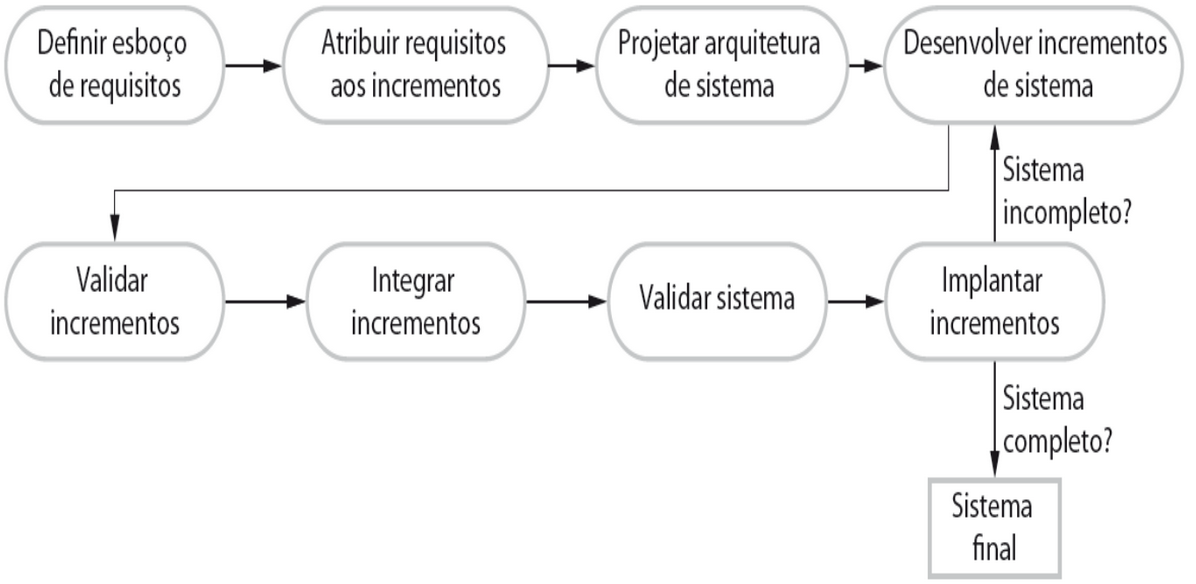 Definir esboço
de requisitos
Atribuir requisitos
aos incrementos
Projetar arquitetura
de sistema
Desenvolver incrementos
de sistema
Sistema
incompleto?
Validar
incrementos
Integrar
incrementos
Validar sistema
Implantar
incrementos
Sistema
completo?
Sistema
final